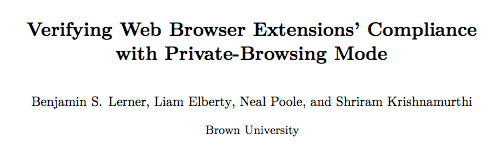 Verifying Web Browser Extensions' Compliance
with Private-Browsing Mode
Benjamin S. Lerner, Liam Elberty, Neal Poole, and Shriram Krishnamurthi
Brown University